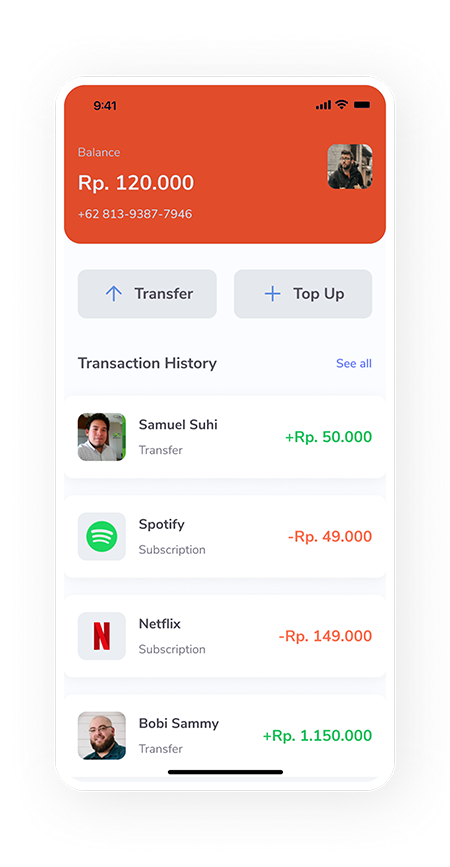 9:41
Balance
Rp. 120.000
+62 813-9387-7946
Transfer
Top Up
Transaction History
See all
Samuel Suhi
Transfer
+Rp. 50.000
Spotify
Subscription
-Rp. 49.000
N
Netflix
Subscription
-Rp. 149.000
Bobi Sammy
Transfer
+Rp. 1.150.000